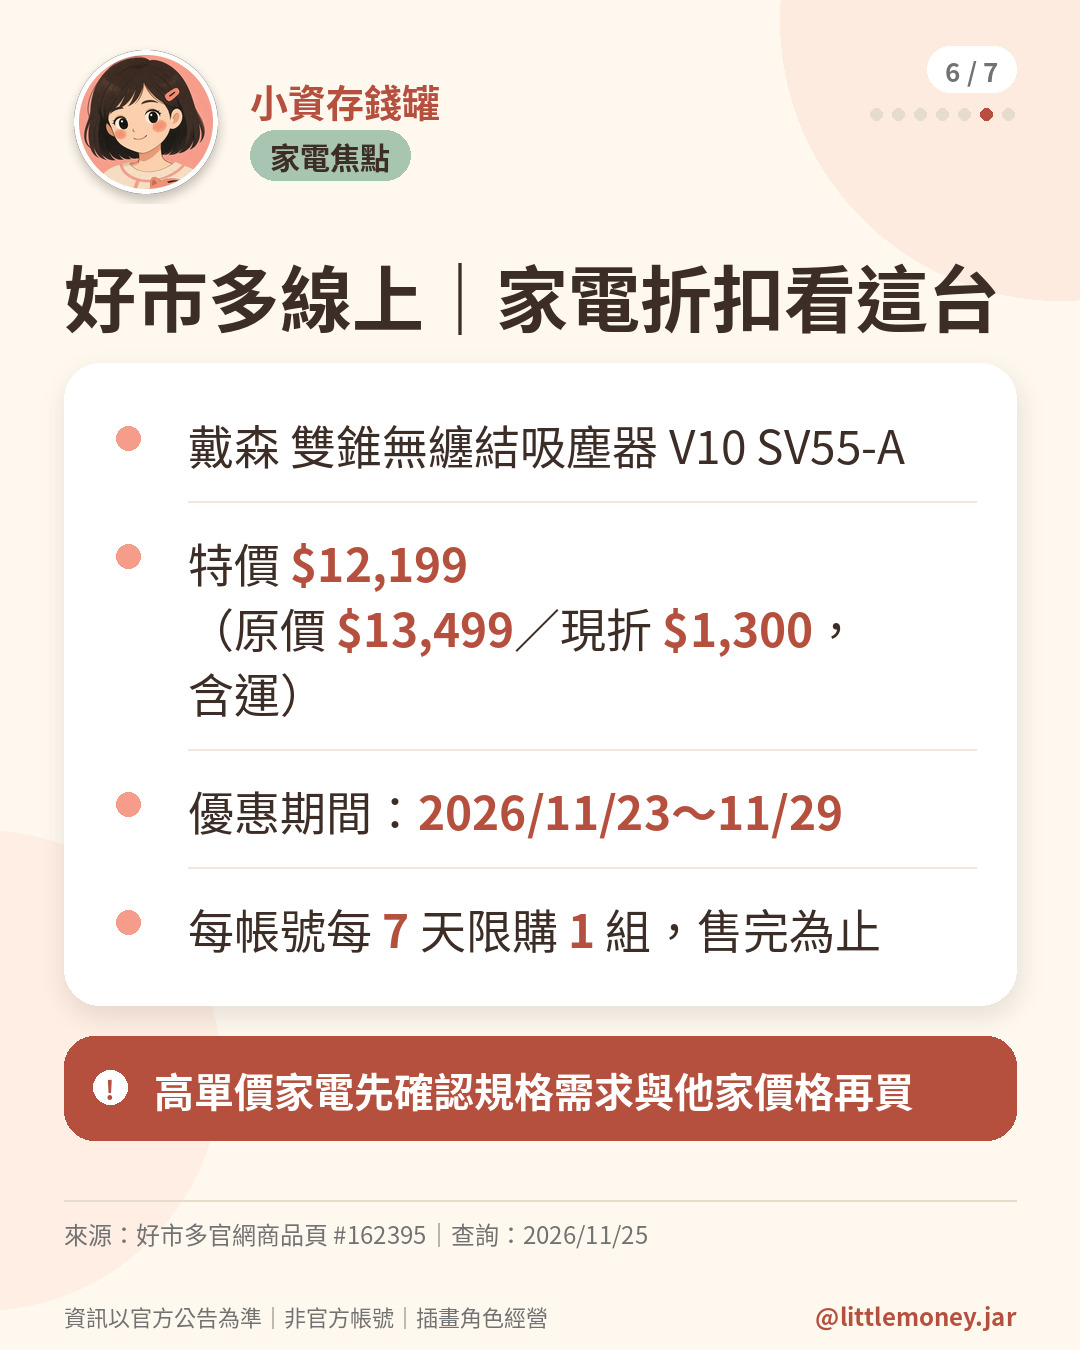 小資存錢罐
家電焦點
6 / 7
好市多線上｜家電折扣看這台
戴森 雙錐無纏結吸塵器 V10 SV55-A
特價 $12,199
（原價 $13,499／現折 $1,300，
含運）
優惠期間：2026/11/23～11/29
每帳號每 7 天限購 1 組，售完為止
! 高單價家電先確認規格需求與他家價格再買
來源：好市多官網商品頁 #162395｜查詢：2026/11/25
資訊以官方公告為準｜非官方帳號｜插畫角色經營
@littlemoney.jar